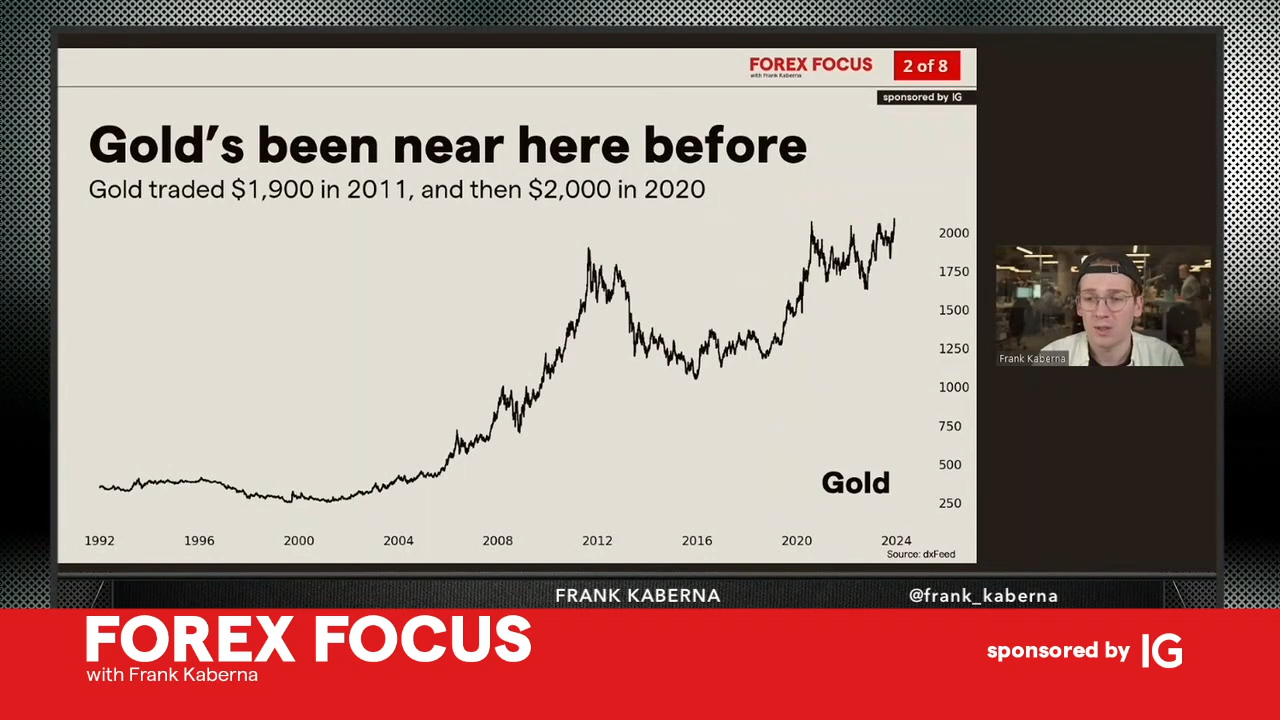 FOREX FOCUS
with Frank Kaberna
2 of 8
sponsored by IG
Gold's been near here before
Gold traded $1,900 in 2011, and then $2,000 in 2020
2000
1750
1500
1250
1000
750
500
250
Gold
1992 1996 2000 2004 2008 2012 2016 2020 2024
Source: dxFeed
Frank Kaberna
FRANK KABERNA @frank_kaberna
FOREX FOCUS
with Frank Kaberna
sponsored by IG